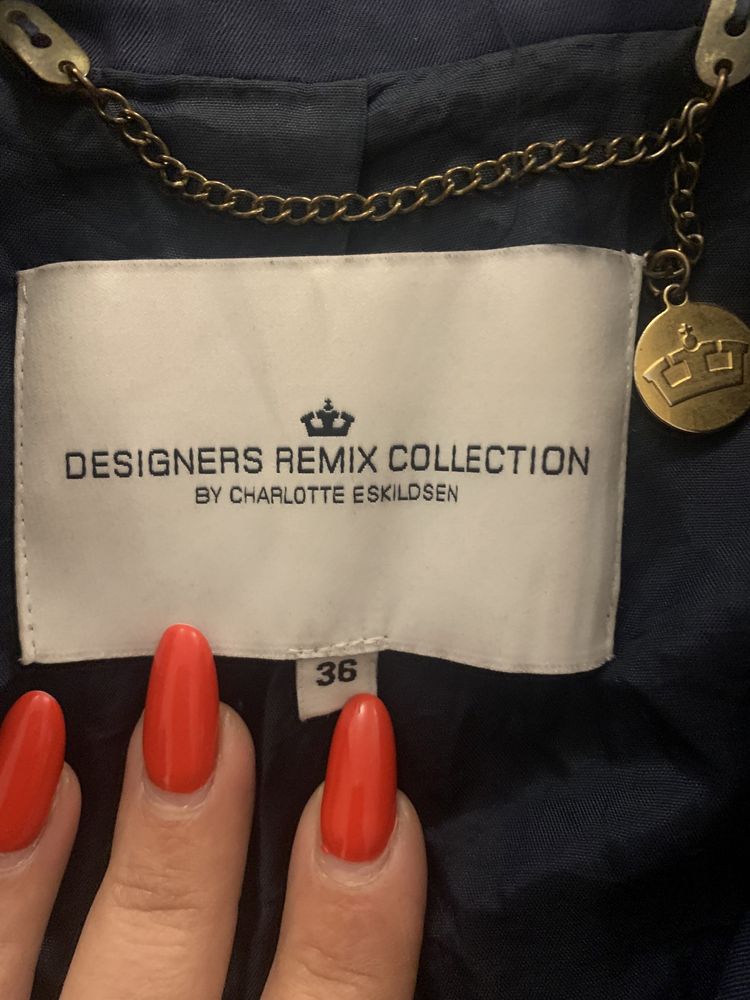 DESIGNERS REMIX COLLECTION
BY CHARLOTTE ESKILDSEN
36